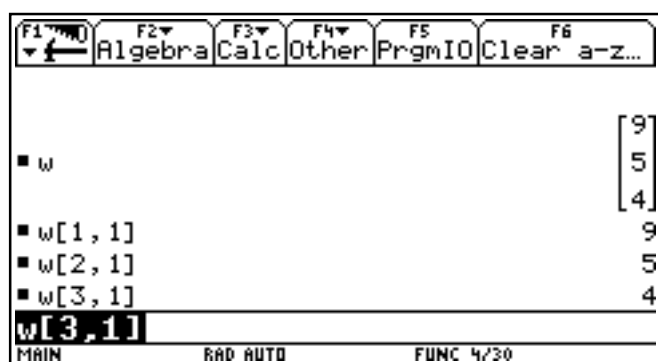 F1 F2 F3 F4 F5 F6
Algebra Calc Other PrgmIO Clear a-z…
[9]
w 5
4
w[1,1] 9
w[2,1] 5
w[3,1] 4
w[3,1]
MAIN RAD AUTO FUNC 4/30